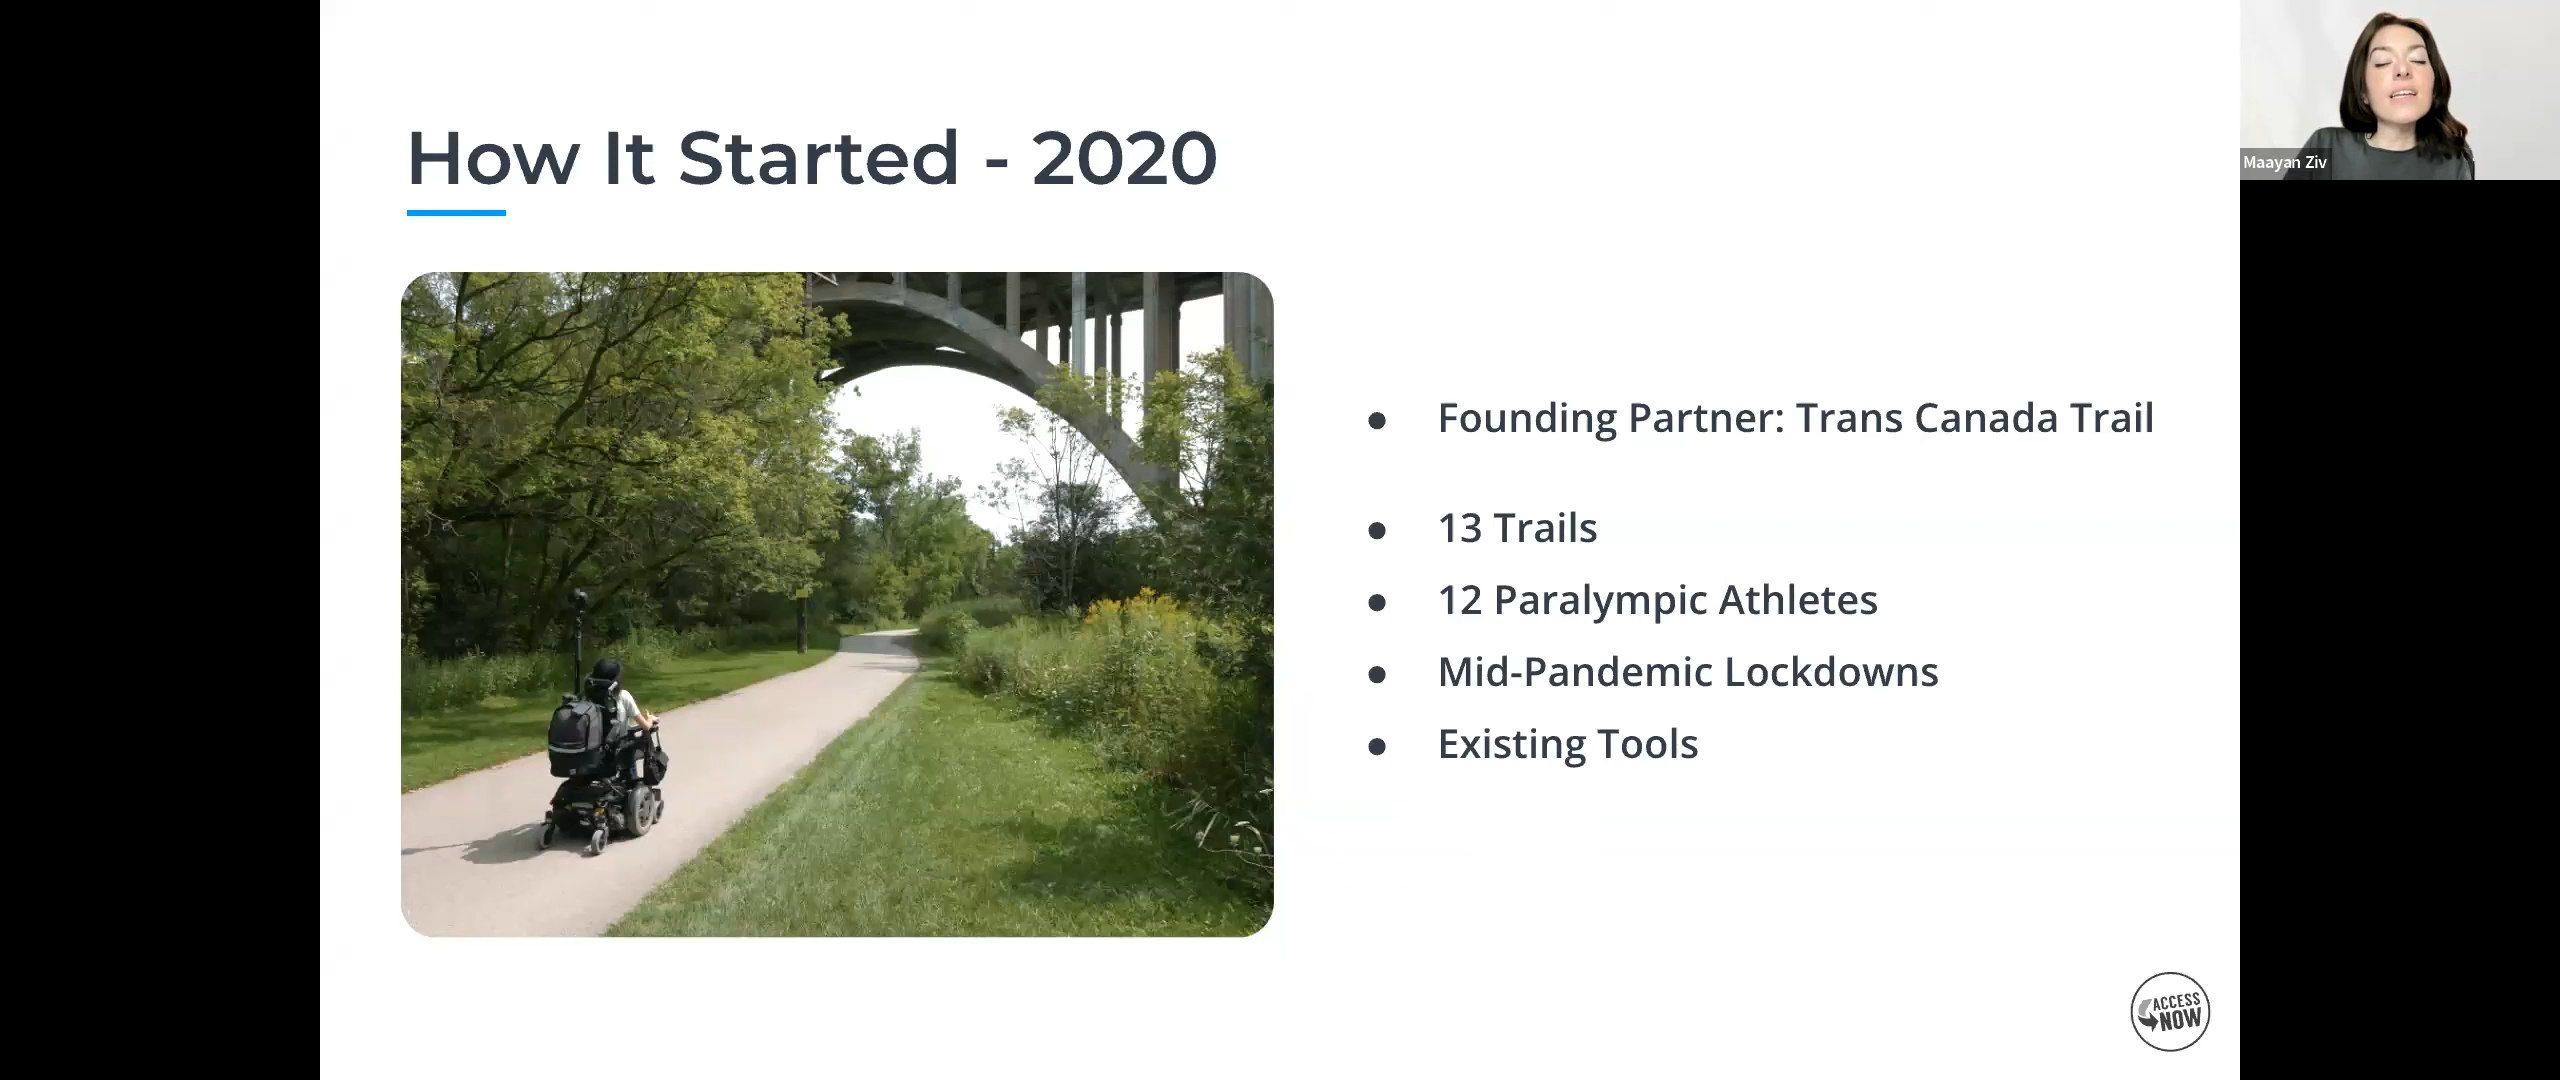 How It Started - 2020
Maayan Ziv
Founding Partner: Trans Canada Trail
13 Trails
12 Paralympic Athletes
Mid-Pandemic Lockdowns
Existing Tools
ACCESS
NOW